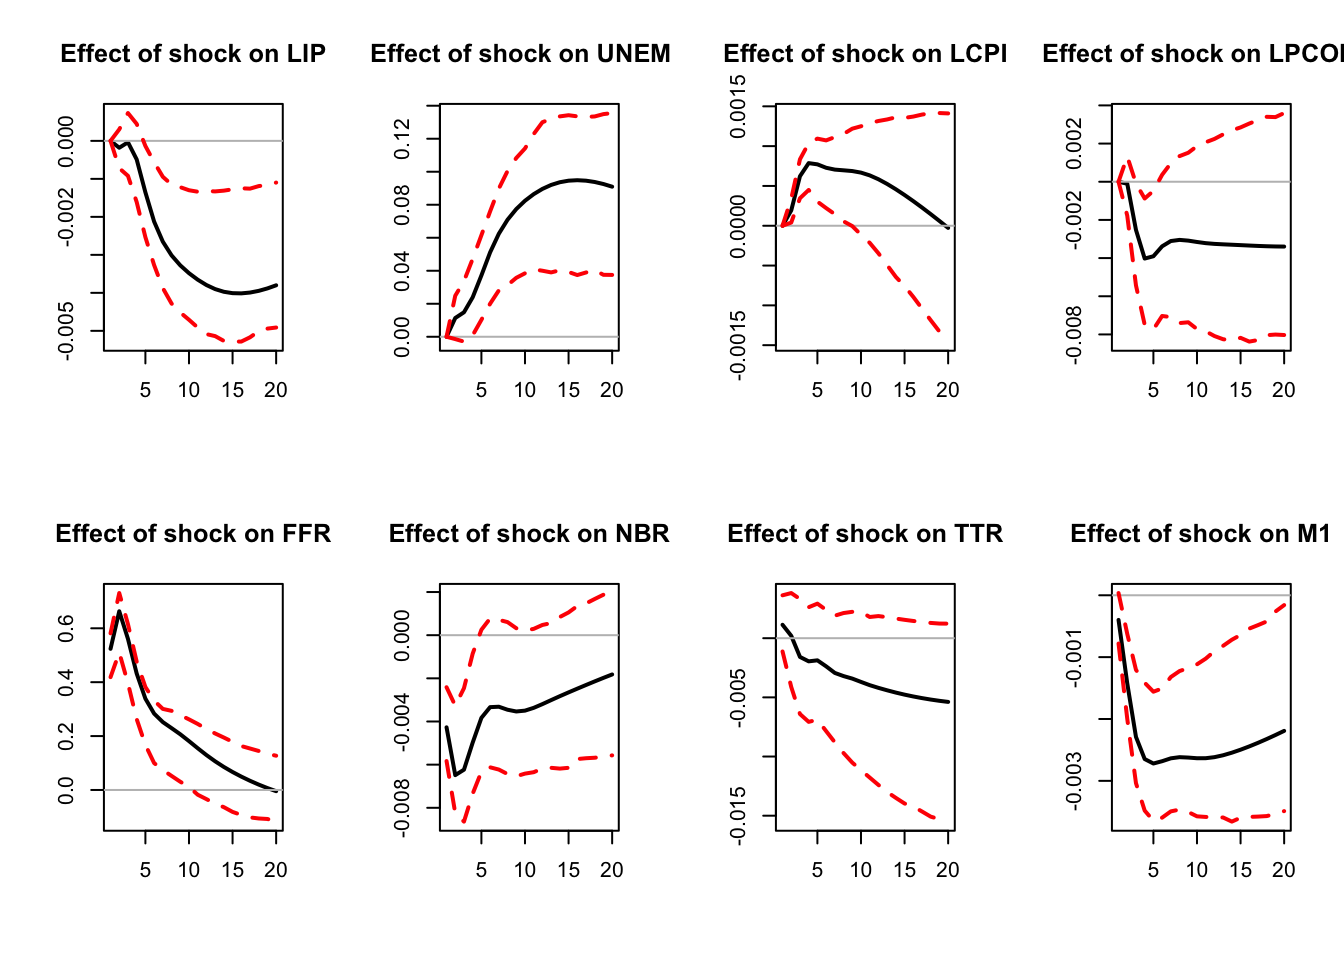 Effect of shock on LIP
0.000
-0.002
-0.005
5 10 15 20
Effect of shock on UNEM
0.12
0.08
0.04
0.00
5 10 15 20
Effect of shock on LCPI
0.0015
0.0000
-0.0015
5 10 15 20
Effect of shock on LPCO
0.002
-0.002
-0.008
5 10 15 20
Effect of shock on FFR
0.6
0.4
0.2
0.0
5 10 15 20
Effect of shock on NBR
0.000
-0.004
-0.008
5 10 15 20
Effect of shock on TTR
-0.005
-0.015
5 10 15 20
Effect of shock on M1
-0.001
-0.003
5 10 15 20